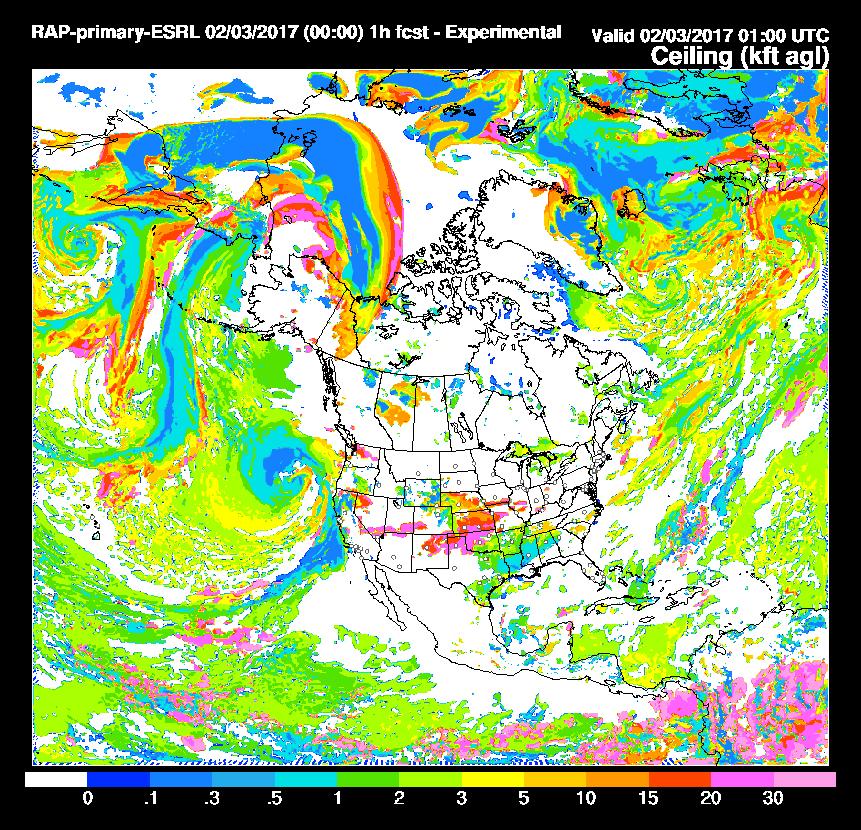 RAP-primary-ESRL 02/03/2017 (00:00) 1h fcst - Experimental
Valid 02/03/2017 01:00 UTC
Ceiling (kft agl)
0 .1 .3 .5 1 2 3 5 10 15 20 30